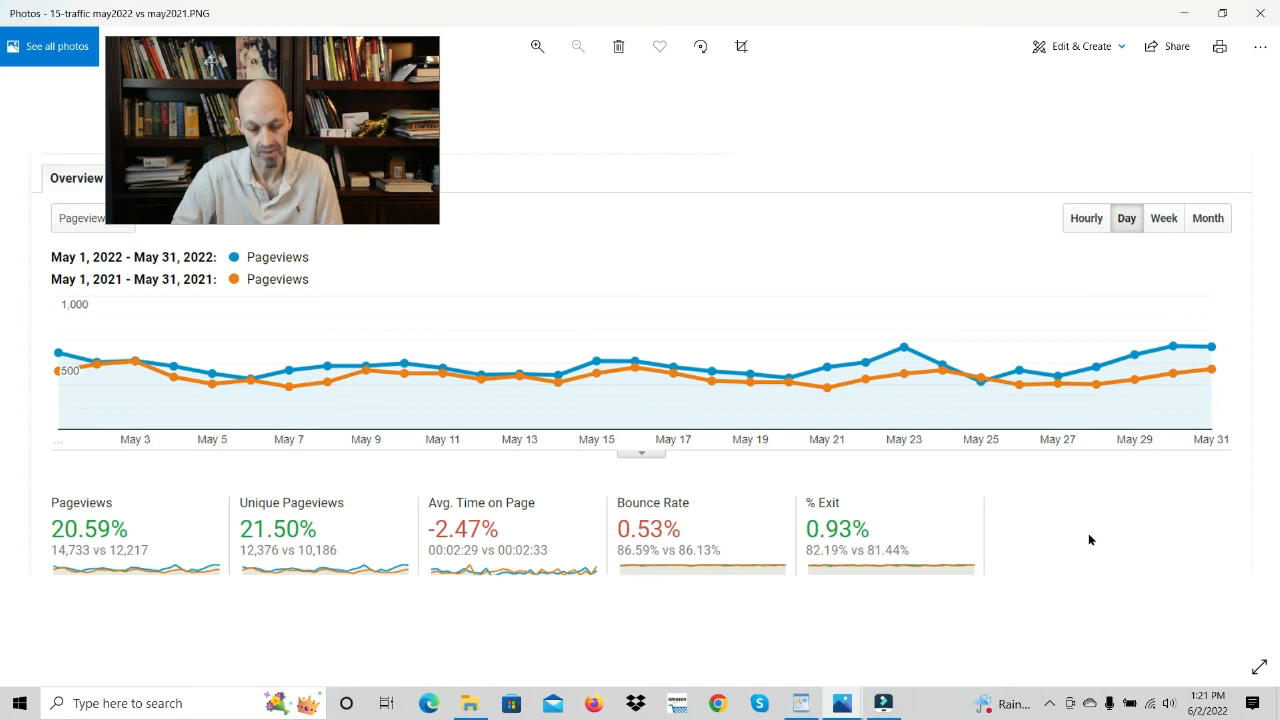 Photos - 15-traffic may2022 vs may2021.PNG
See all photos
Edit & Create
Share
Overview
Pageview
Hourly Day Week Month
May 1, 2022 - May 31, 2022: Pageviews
May 1, 2021 - May 31, 2021: Pageviews
1,000
500
... May 3 May 5 May 7 May 9 May 11 May 13 May 15 May 17 May 19 May 21 May 23 May 25 May 27 May 29 May 31
Pageviews Unique Pageviews Avg. Time on Page Bounce Rate % Exit
20.59% 21.50% -2.47% 0.53% 0.93%
14,733 vs 12,217 12,376 vs 10,186 00:02:29 vs 00:02:33 86.59% vs 86.13% 82.19% vs 81.44%
Type here to search
amazon
Rain...
1:21 PM
6/2/2022